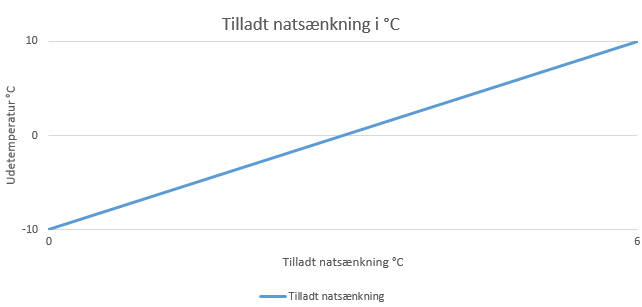 Tilladt natsænkning i °C
10
Udetemperatur °C
0
-10
0
6
Tilladt natsænkning °C
Tilladt natsænkning